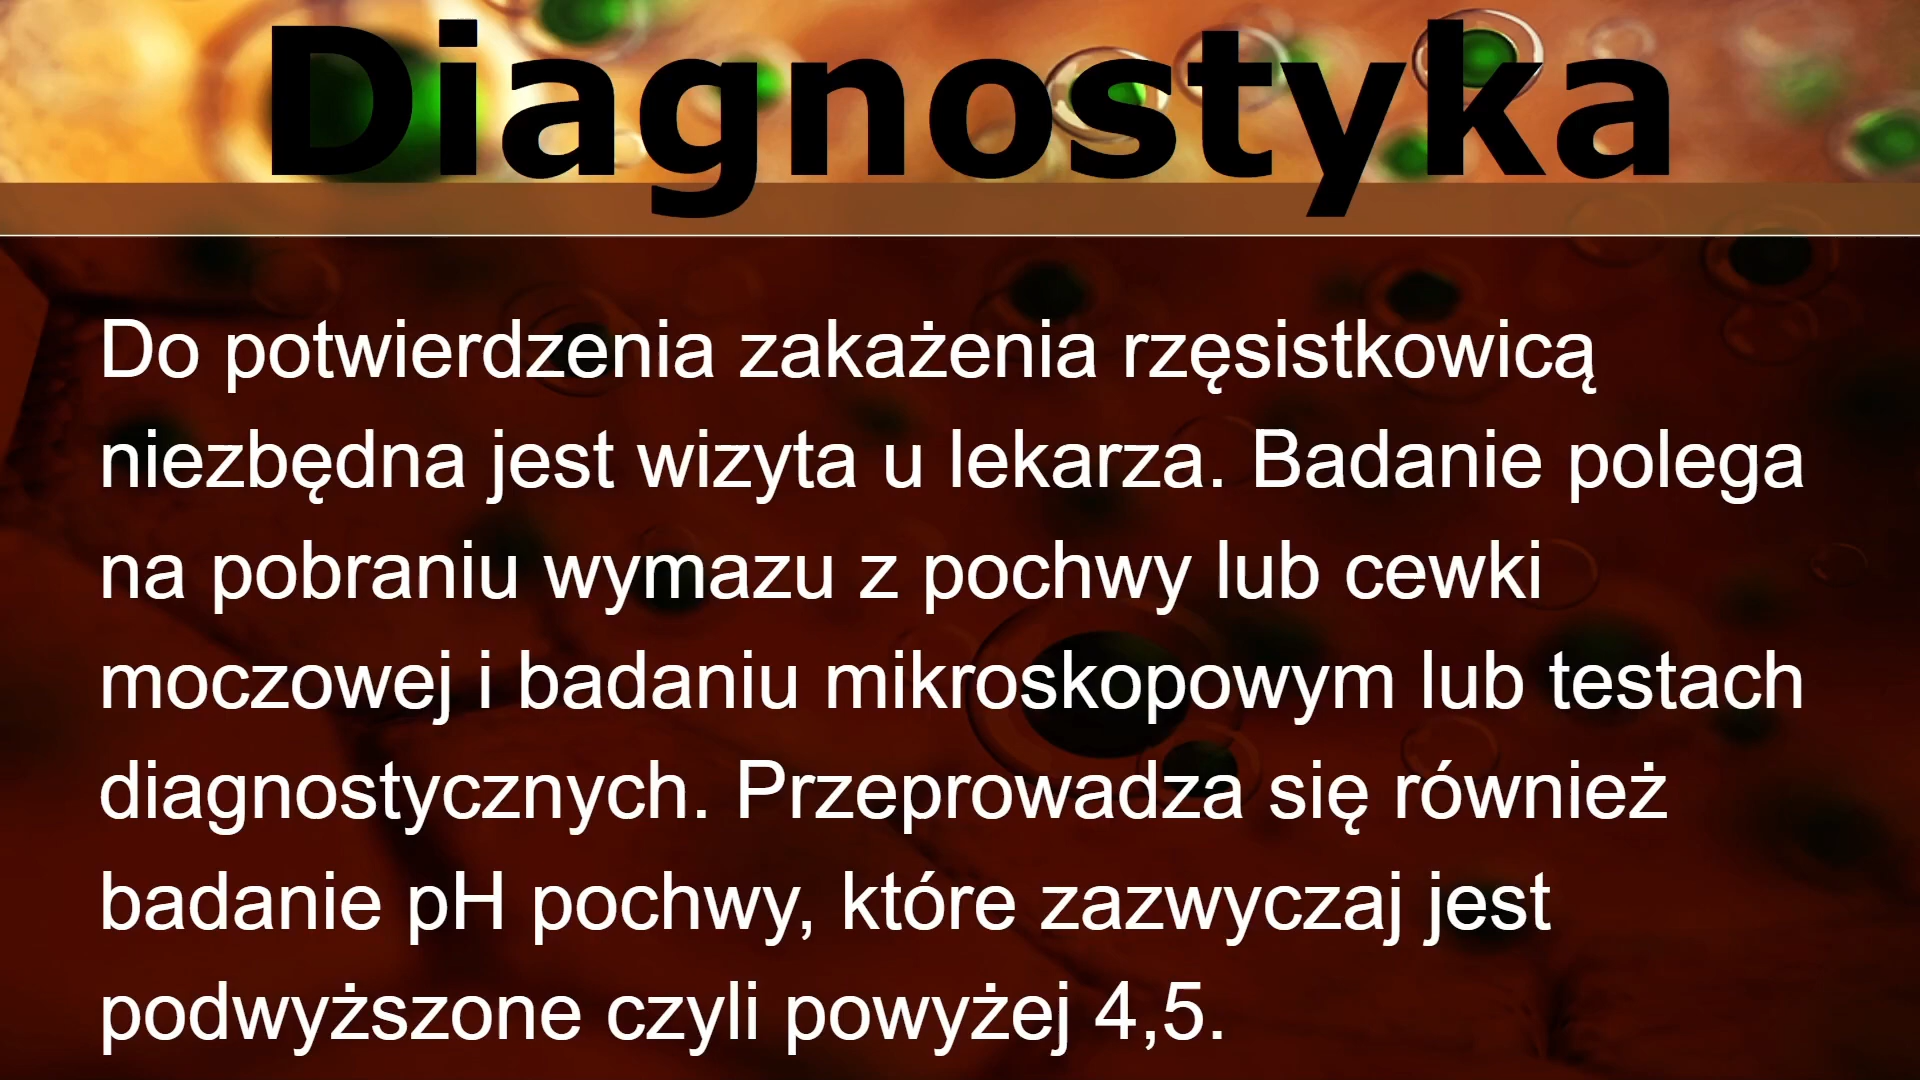 Diagnostyka
Do potwierdzenia zakażenia rzęsistkowicą
niezbędna jest wizyta u lekarza. Badanie polega
na pobraniu wymazu z pochwy lub cewki
moczowej i badaniu mikroskopowym lub testach
diagnostycznych. Przeprowadza się również
badanie pH pochwy, które zazwyczaj jest
podwyższone czyli powyżej 4,5.